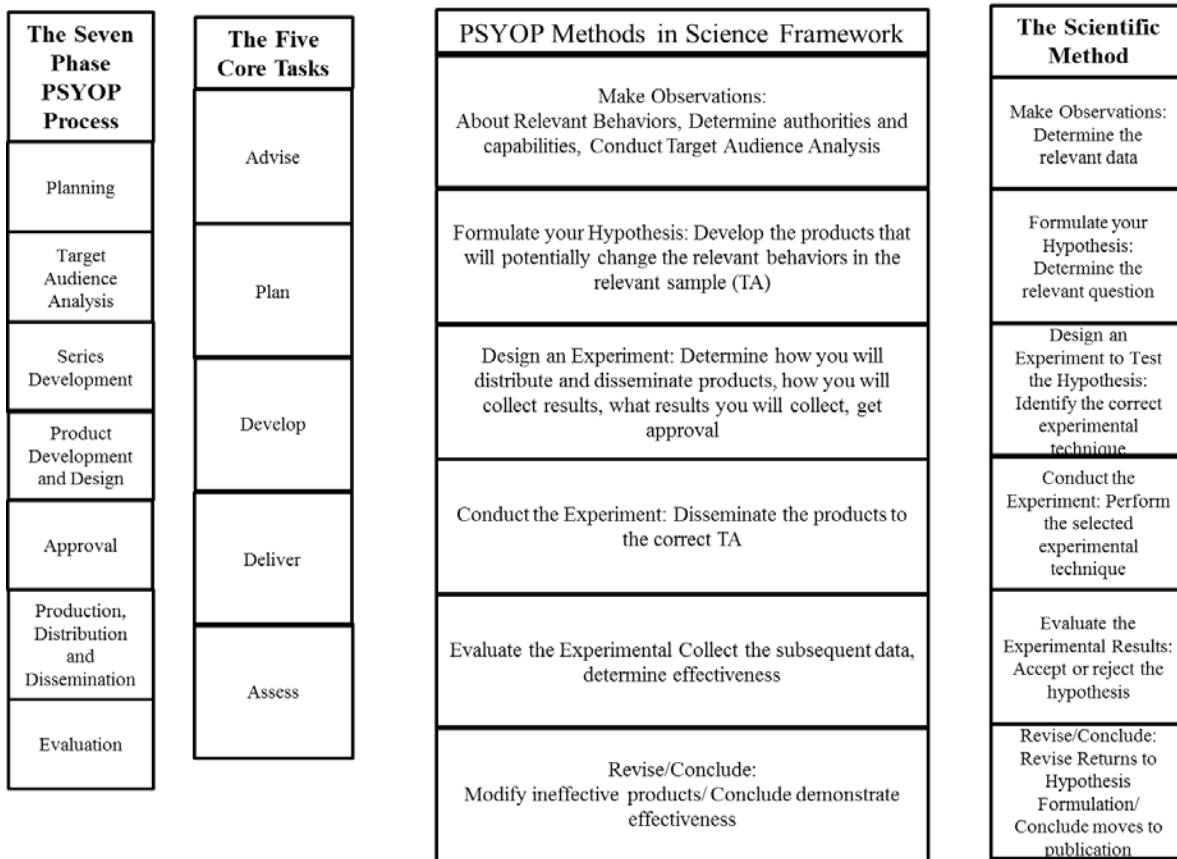 The Seven
Phase
PSYOP
Process
Planning
Target
Audience
Analysis
Series
Development
Product
Development
and Design
Approval
Production,
Distribution
and
Dissemination
Evaluation
The Five
Core Tasks
Advise
Plan
Develop
Deliver
Assess
PSYOP Methods in Science Framework
Make Observations:
About Relevant Behaviors, Determine authorities and
capabilities, Conduct Target Audience Analysis
Formulate your Hypothesis: Develop the products that
will potentially change the relevant behaviors in the
relevant sample (TA)
Design an Experiment: Determine how you will
distribute and disseminate products, how you will
collect results, what results you will collect, get
approval
Conduct the Experiment: Disseminate the products to
the correct TA
Evaluate the Experimental Collect the subsequent data,
determine effectiveness
Revise/Conclude:
Modify ineffective products/ Conclude demonstrate
effectiveness
The Scientific
Method
Make Observations:
Determine the
relevant data
Formulate your
Hypothesis:
Determine the
relevant question
Design an
Experiment to Test
the Hypothesis:
Identify the correct
experimental
technique
Conduct the
Experiment: Perform
the selected
experimental
technique
Evaluate the
Experimental Results:
Accept or reject the
hypothesis
Revise/Conclude:
Revise Returns to
Hypothesis
Formulation/
Conclude moves to
publication